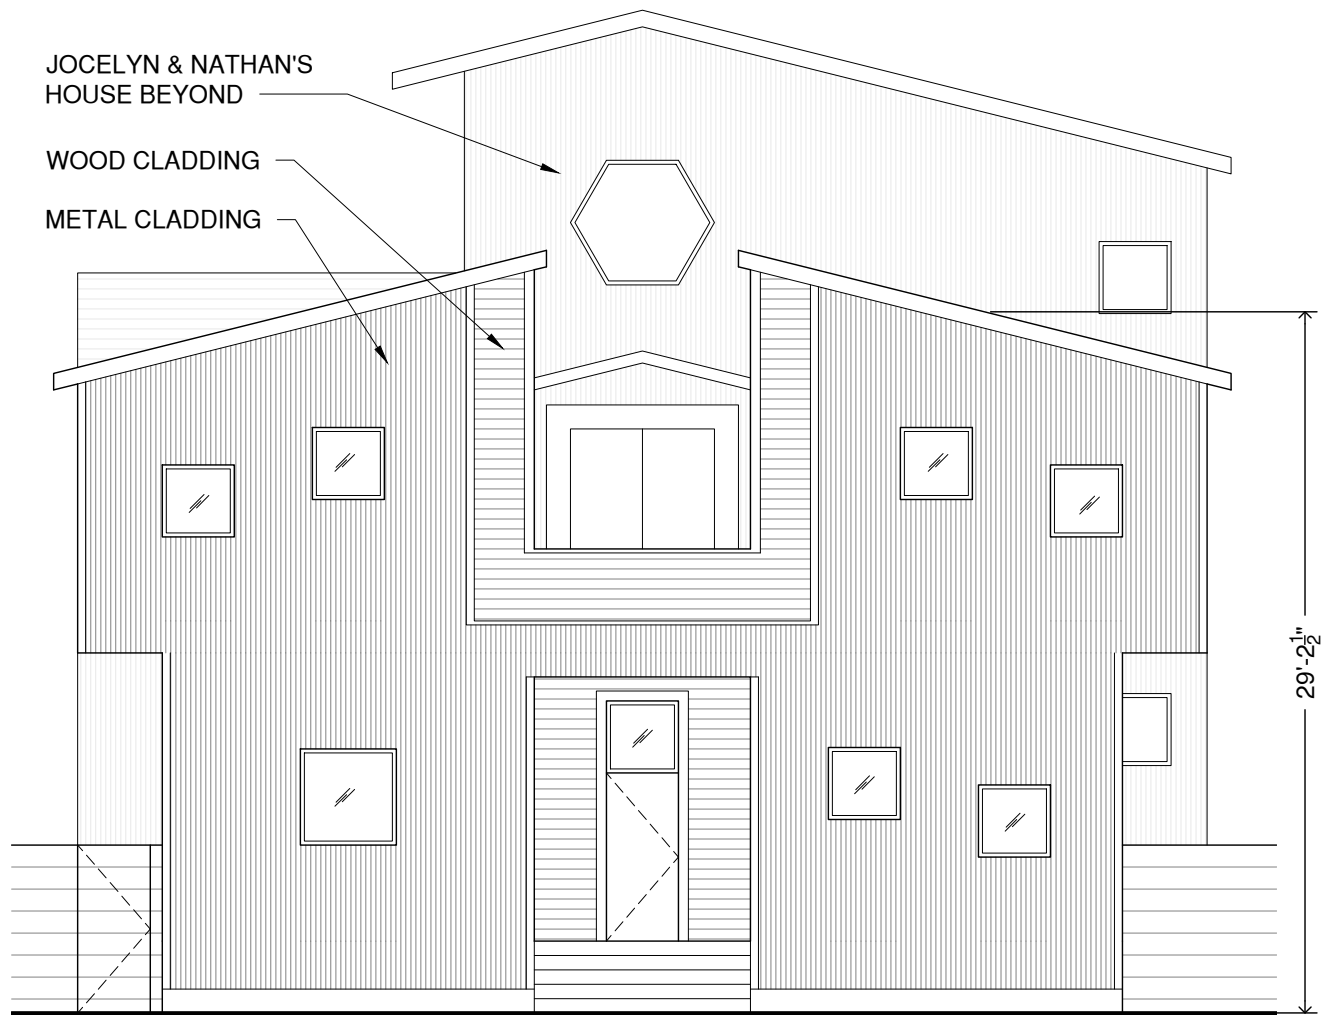 JOCELYN & NATHAN'S
HOUSE BEYOND
WOOD CLADDING
METAL CLADDING
29'-2½"